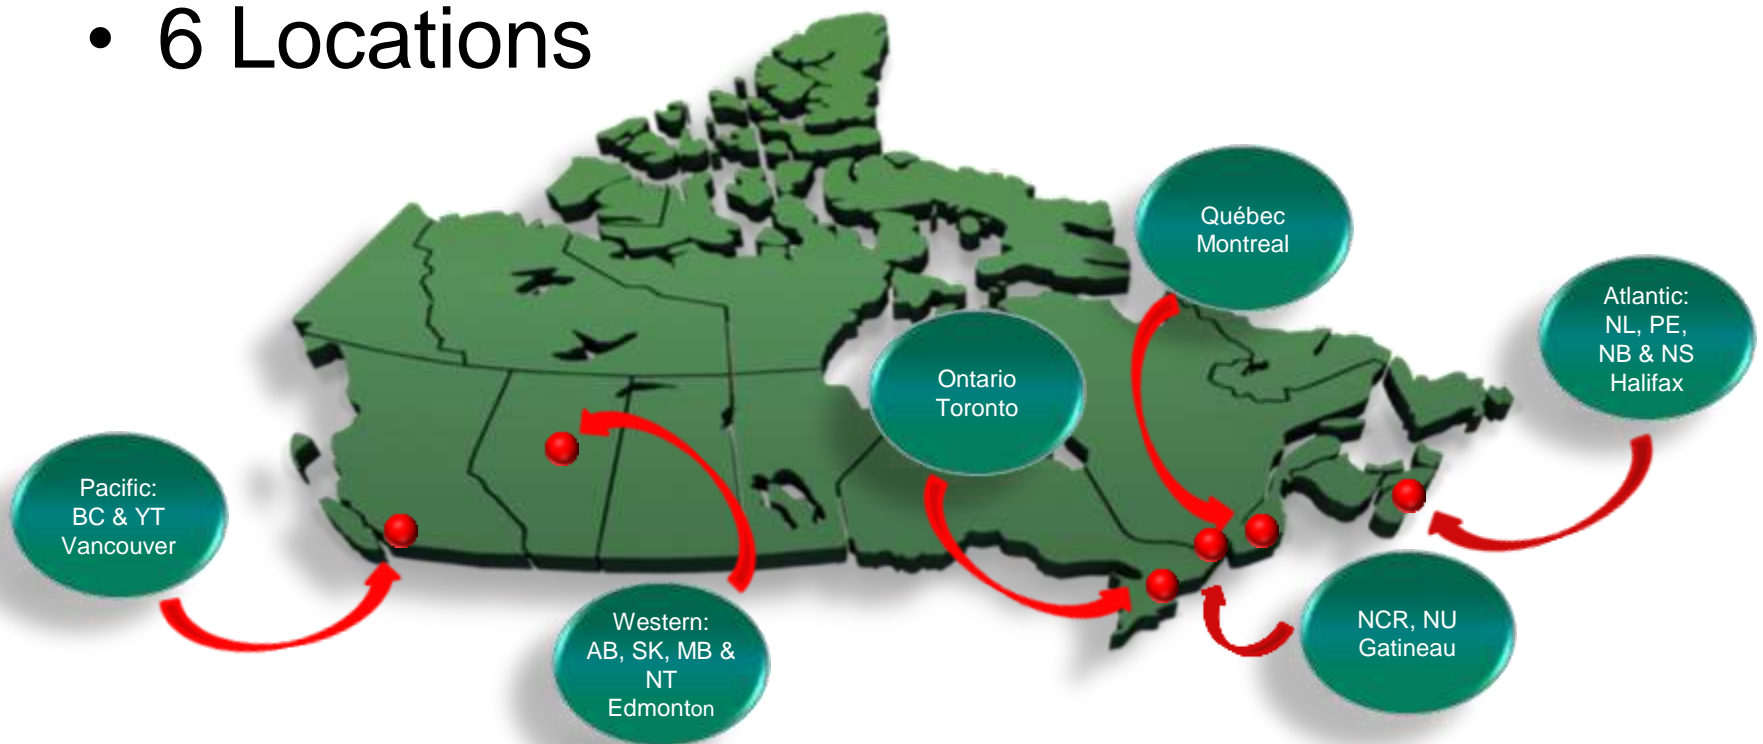 • 6 Locations
Québec
Montreal
Atlantic:
NL, PE,
NB & NS
Halifax
Ontario
Toronto
Pacific:
BC & YT
Vancouver
Western:
AB, SK, MB &
NT
Edmonton
NCR, NU
Gatineau